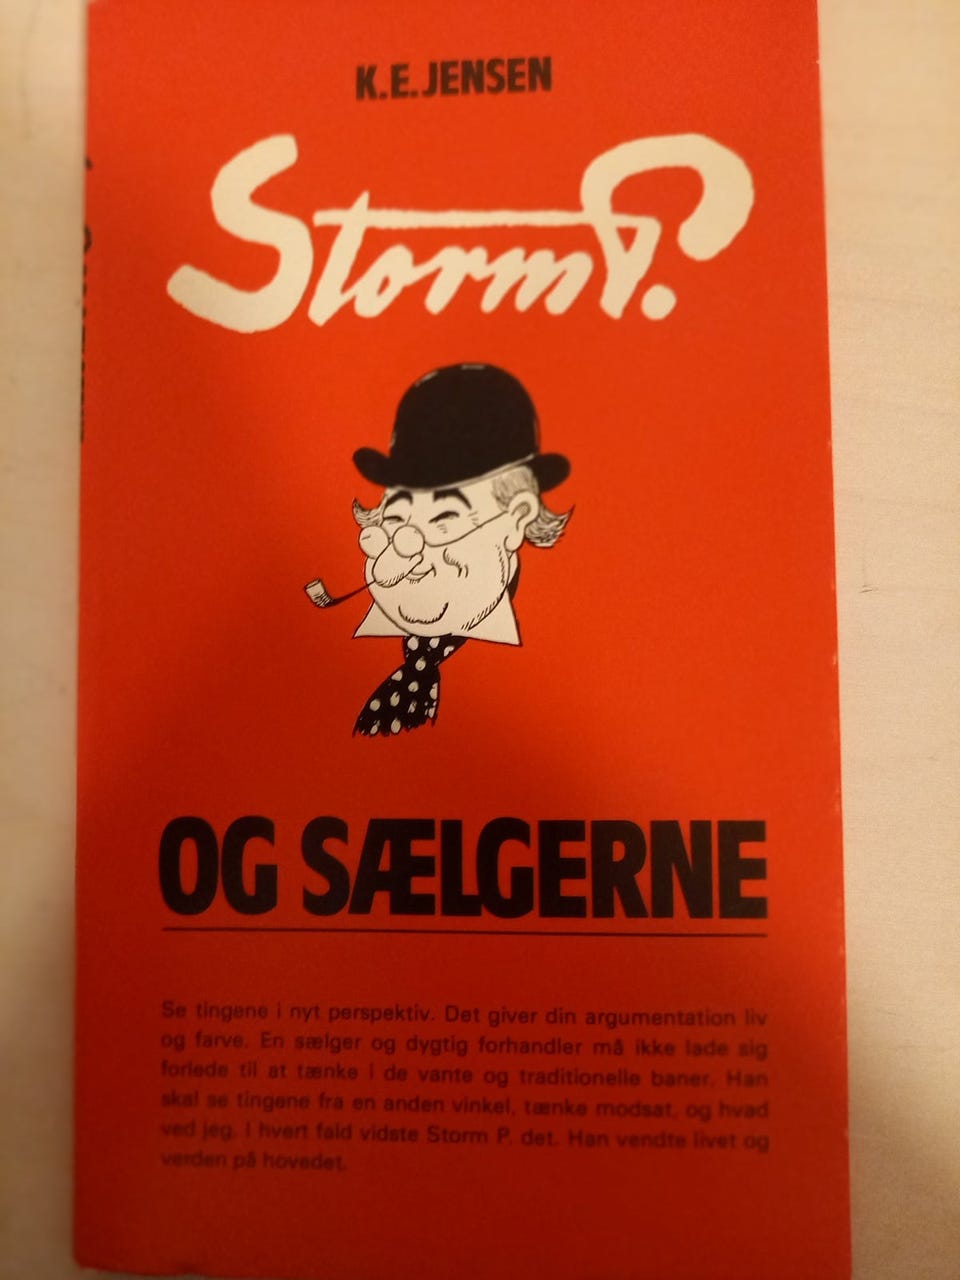 K.E. JENSEN
Storm P.
OG SÆLGERNE
Se tingene i nyt perspektiv. Det giver din argumentation liv
og farve. En sælger og dygtig forhandler må ikke lade sig
forlede til at tænke i de vante og traditionelle baner. Han
skal se tingene fra en anden vinkel, tænke modsat, og hvad
ved jeg. I hvert fald vidste Storm P. det. Han vendte livet og
verden på hovedet.